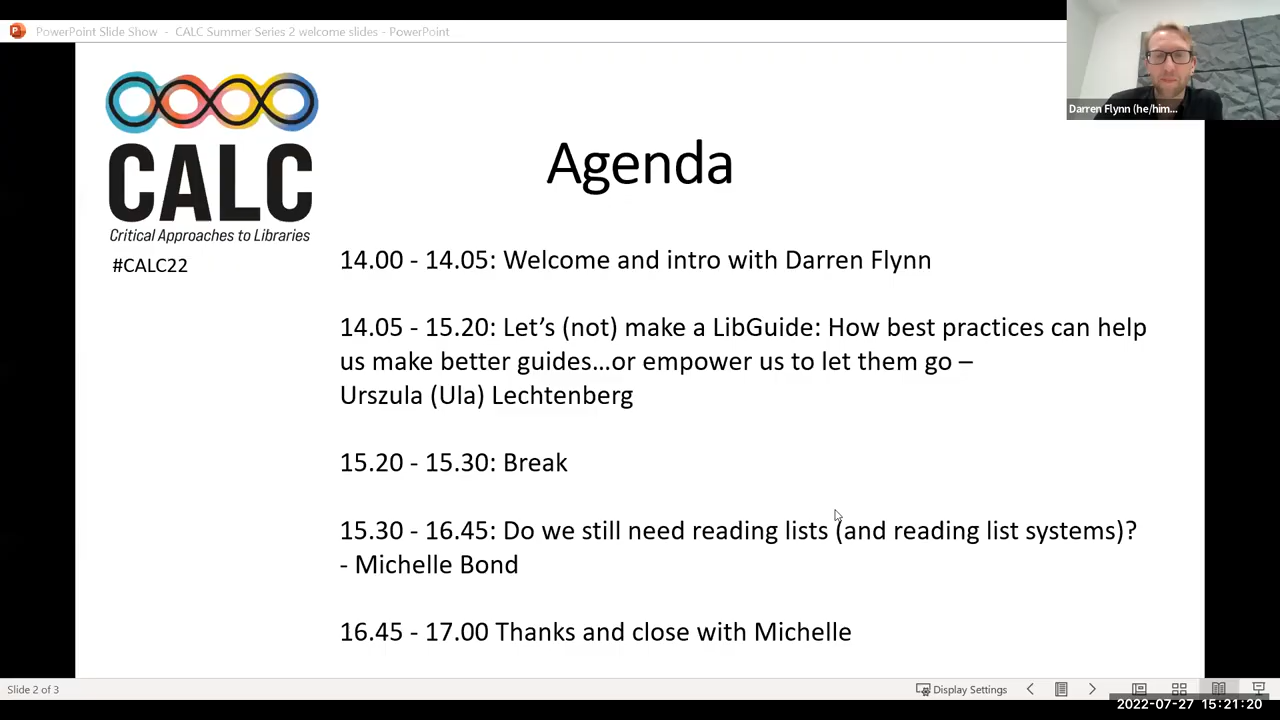 PowerPoint Slide Show - CALC Summer Series 2 welcome slides - PowerPoint
Darren Flynn (he/him...
CALC
Critical Approaches to Libraries
#CALC22
Agenda
14.00 - 14.05: Welcome and intro with Darren Flynn
14.05 - 15.20: Let’s (not) make a LibGuide: How best practices can help
us make better guides...or empower us to let them go –
Urszula (Ula) Lechtenberg
15.20 - 15.30: Break
15.30 - 16.45: Do we still need reading lists (and reading list systems)?
- Michelle Bond
16.45 - 17.00 Thanks and close with Michelle
Slide 2 of 3
Display Settings
2022-07-27 15:21:20